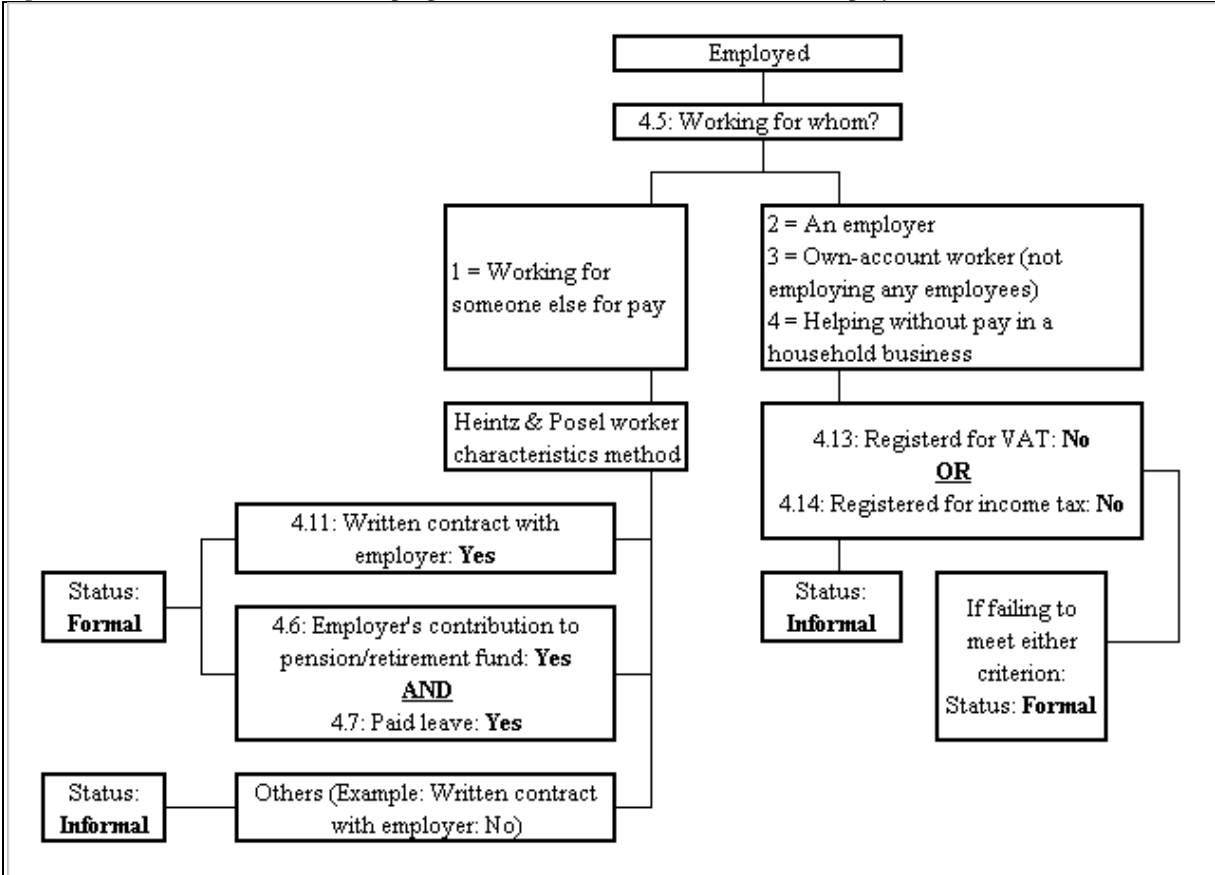 Employed
4.5: Working for whom?
1 = Working for
someone else for pay
2 = An employer
3 = Own-account worker (not
employing any employees)
4 = Helping without pay in a
household business
Heintz & Posel worker
characteristics method
4.13: Registerd for VAT: No
OR
4.14: Registered for income tax: No
4.11: Written contract with
employer: Yes
Status:
Formal
4.6: Employer's contribution to
pension/retirement fund: Yes
AND
4.7: Paid leave: Yes
Status:
Informal
If failing to
meet either
criterion:
Status: Formal
Status:
Informal
Others (Example: Written contract
with employer: No)